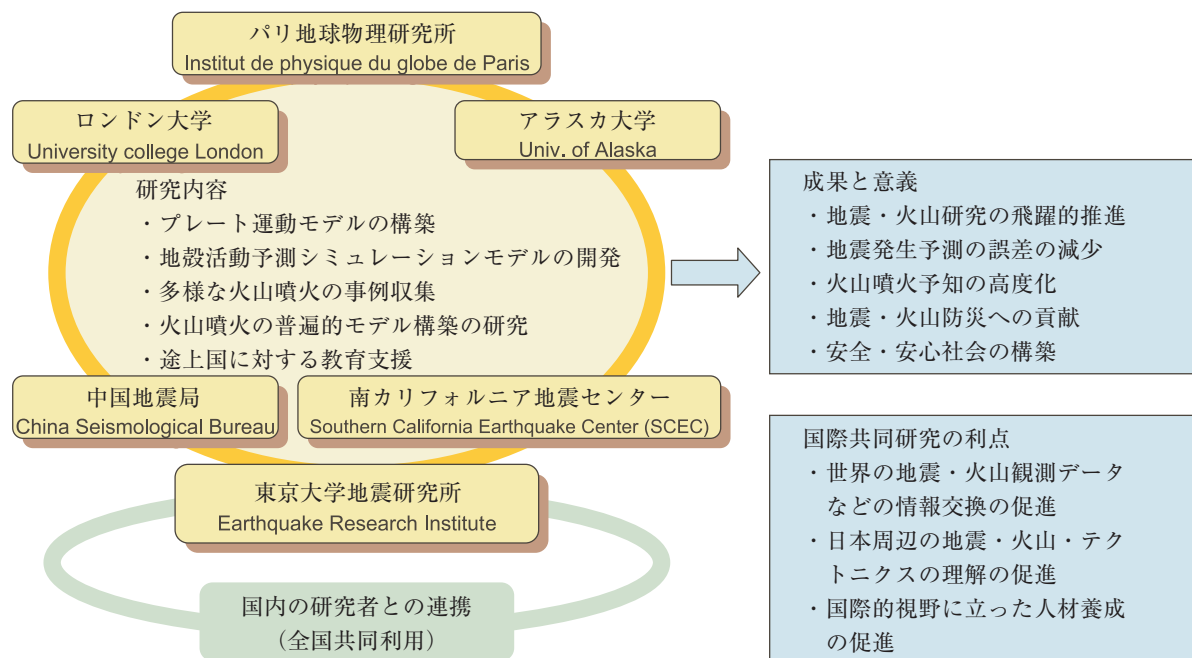 パリ地球物理研究所
Institut de physique du globe de Paris
ロンドン大学
University college London
アラスカ大学
Univ. of Alaska
研究内容
・プレート運動モデルの構築
・地殻活動予測シミュレーションモデルの開発
・多様な火山噴火の事例収集
・火山噴火の普遍的モデル構築の研究
・途上国に対する教育支援
中国地震局
China Seismological Bureau
南カリフォルニア地震センター
Southern California Earthquake Center (SCEC)
東京大学地震研究所
Earthquake Research Institute
国内の研究者との連携
（全国共同利用）
成果と意義
・地震・火山研究の飛躍的推進
・地震発生予測の誤差の減少
・火山噴火予知の高度化
・地震・火山防災への貢献
・安全・安心社会の構築
国際共同研究の利点
・世界の地震・火山観測データ
などの情報交換の促進
・日本周辺の地震・火山・テク
トニクスの理解の促進
・国際的視野に立った人材養成
の促進